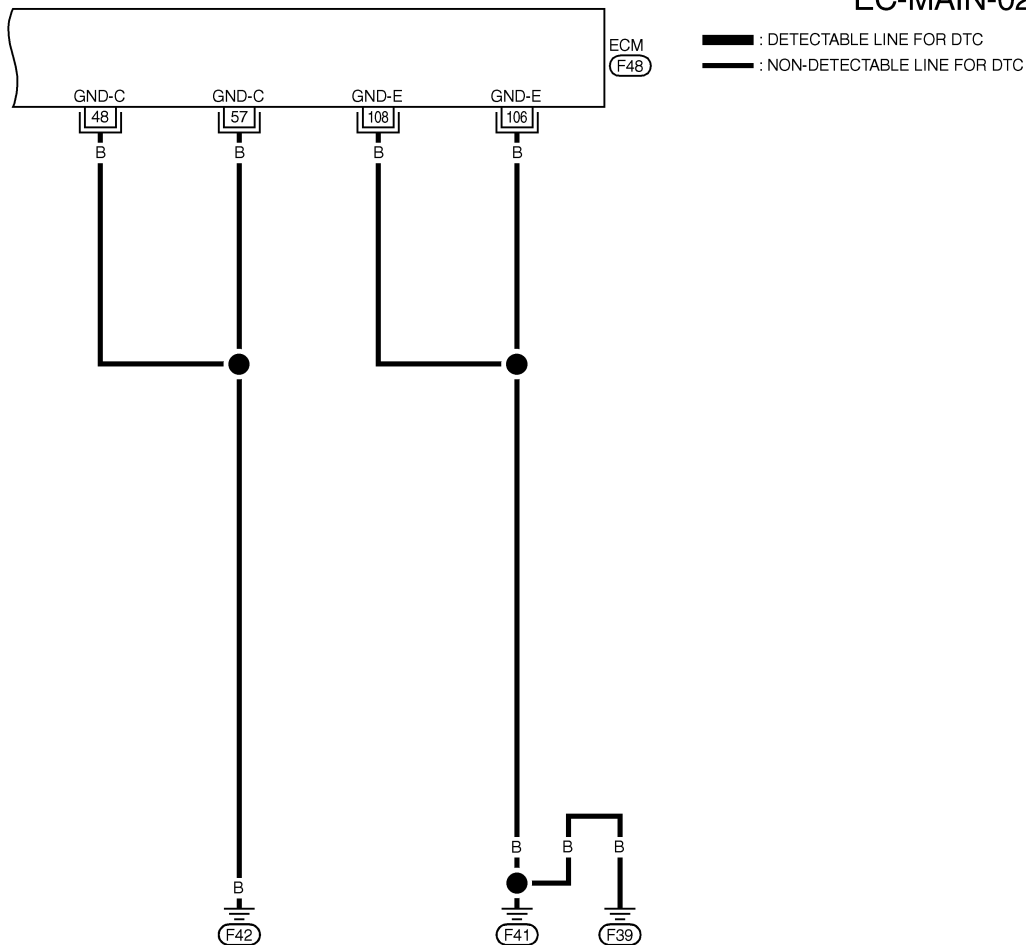 EC-MAIN-02
ECM
F48
: DETECTABLE LINE FOR DTC
: NON-DETECTABLE LINE FOR DTC
GND-C GND-C GND-E GND-E
48 57 108 106
B B B B
B B B
B
F42 F41 F39